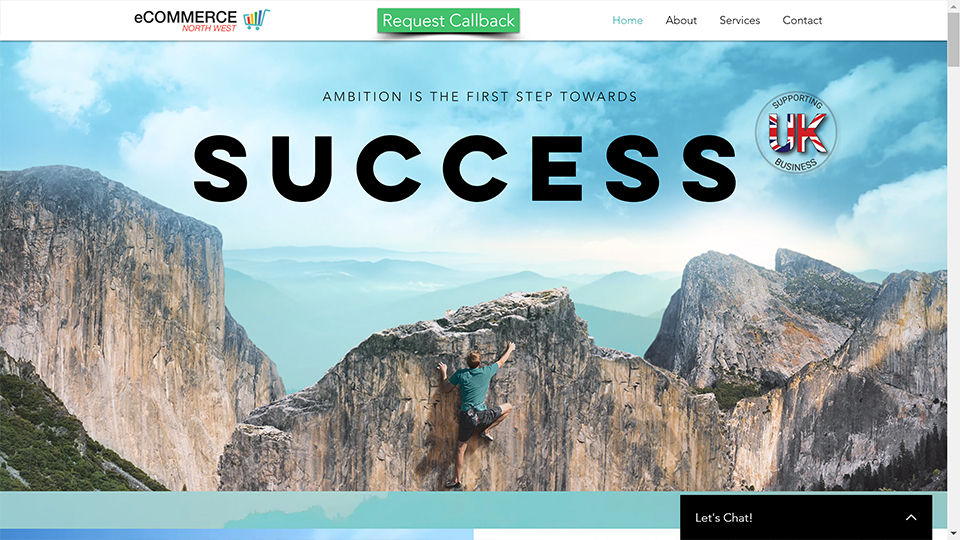 eCOMMERCE
NORTH WEST
Request Callback
Home
About
Services
Contact
AMBITION IS THE FIRST STEP TOWARDS
SUCCESS
SUPPORTING
UK
BUSINESS
Let's Chat!